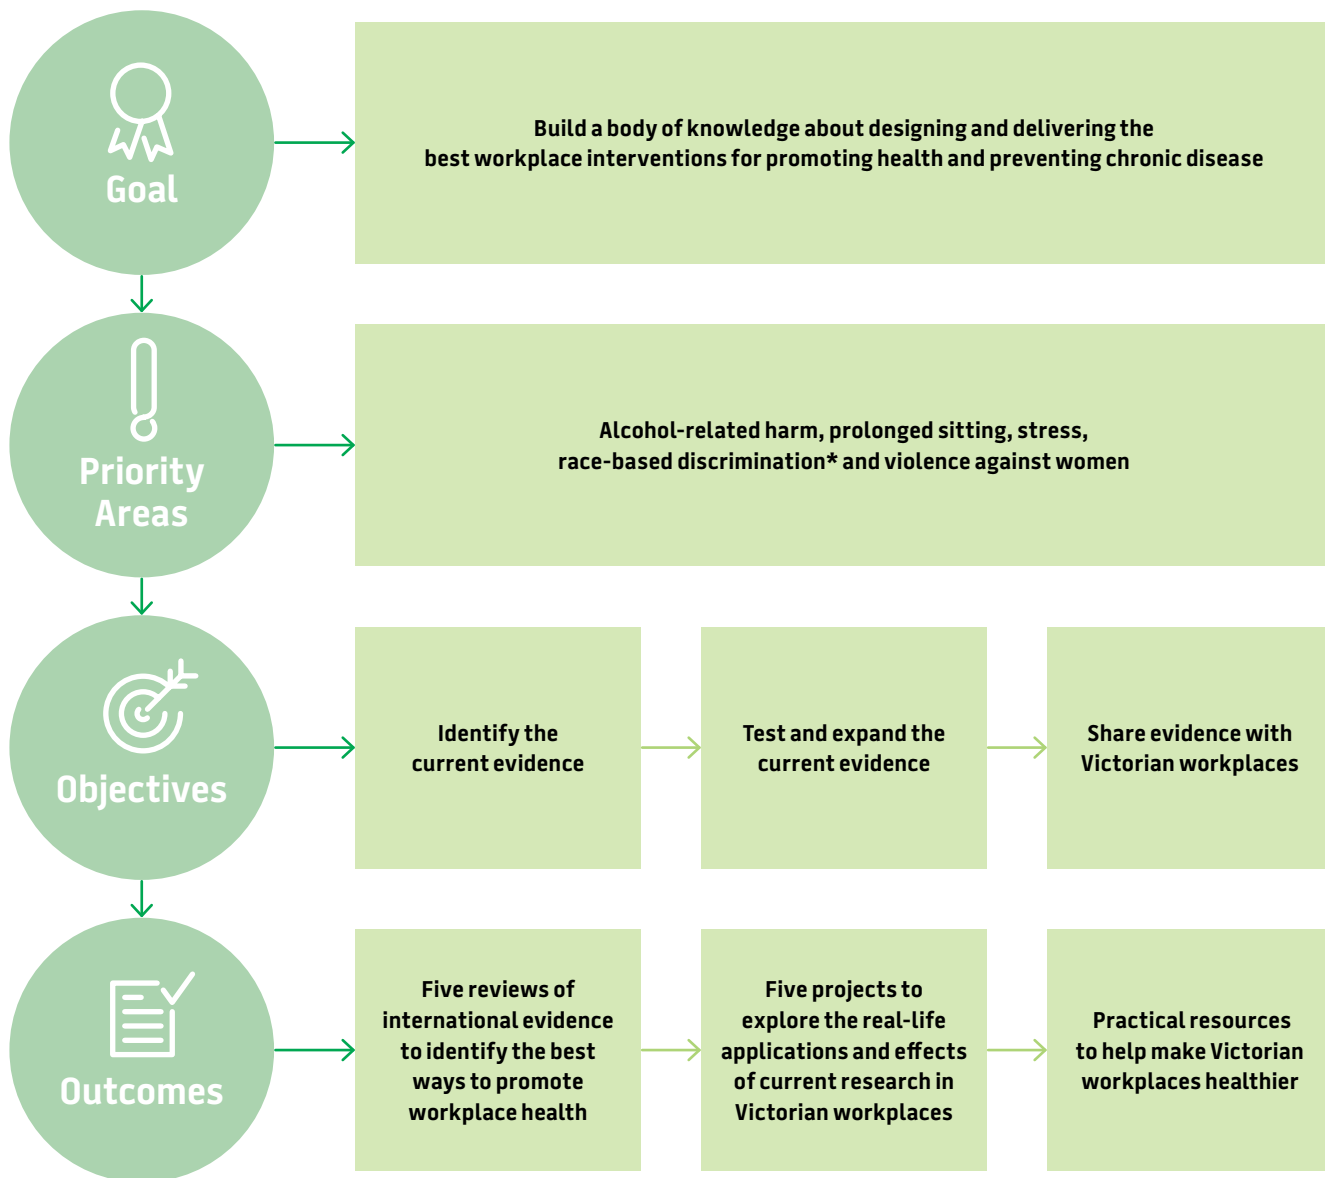 Goal
Build a body of knowledge about designing and delivering the
best workplace interventions for promoting health and preventing chronic disease
Priority
Areas
Alcohol-related harm, prolonged sitting, stress,
race-based discrimination* and violence against women
Objectives
Identify the
current evidence
Test and expand the
current evidence
Share evidence with
Victorian workplaces
Outcomes
Five reviews of
international evidence
to identify the best
ways to promote
workplace health
Five projects to
explore the real-life
applications and effects
of current research in
Victorian workplaces
Practical resources
to help make Victorian
workplaces healthier